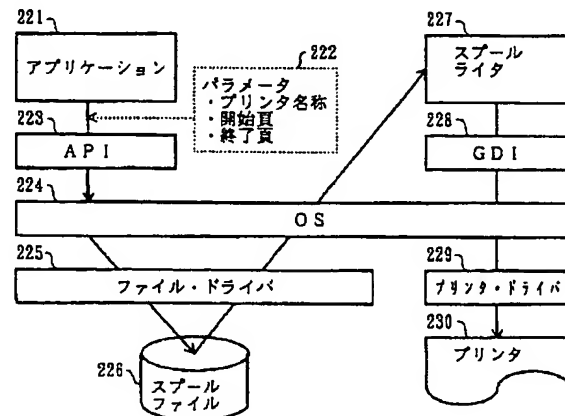 221
アプリケーション
222
パラメータ
・プリンタ名称
・開始頁
・終了頁
223
API
224
OS
225
ファイル・ドライバ
226
スプール
ファイル
227
スプール
ライタ
228
GDI
229
プリンタ・ドライバ
230
プリンタ